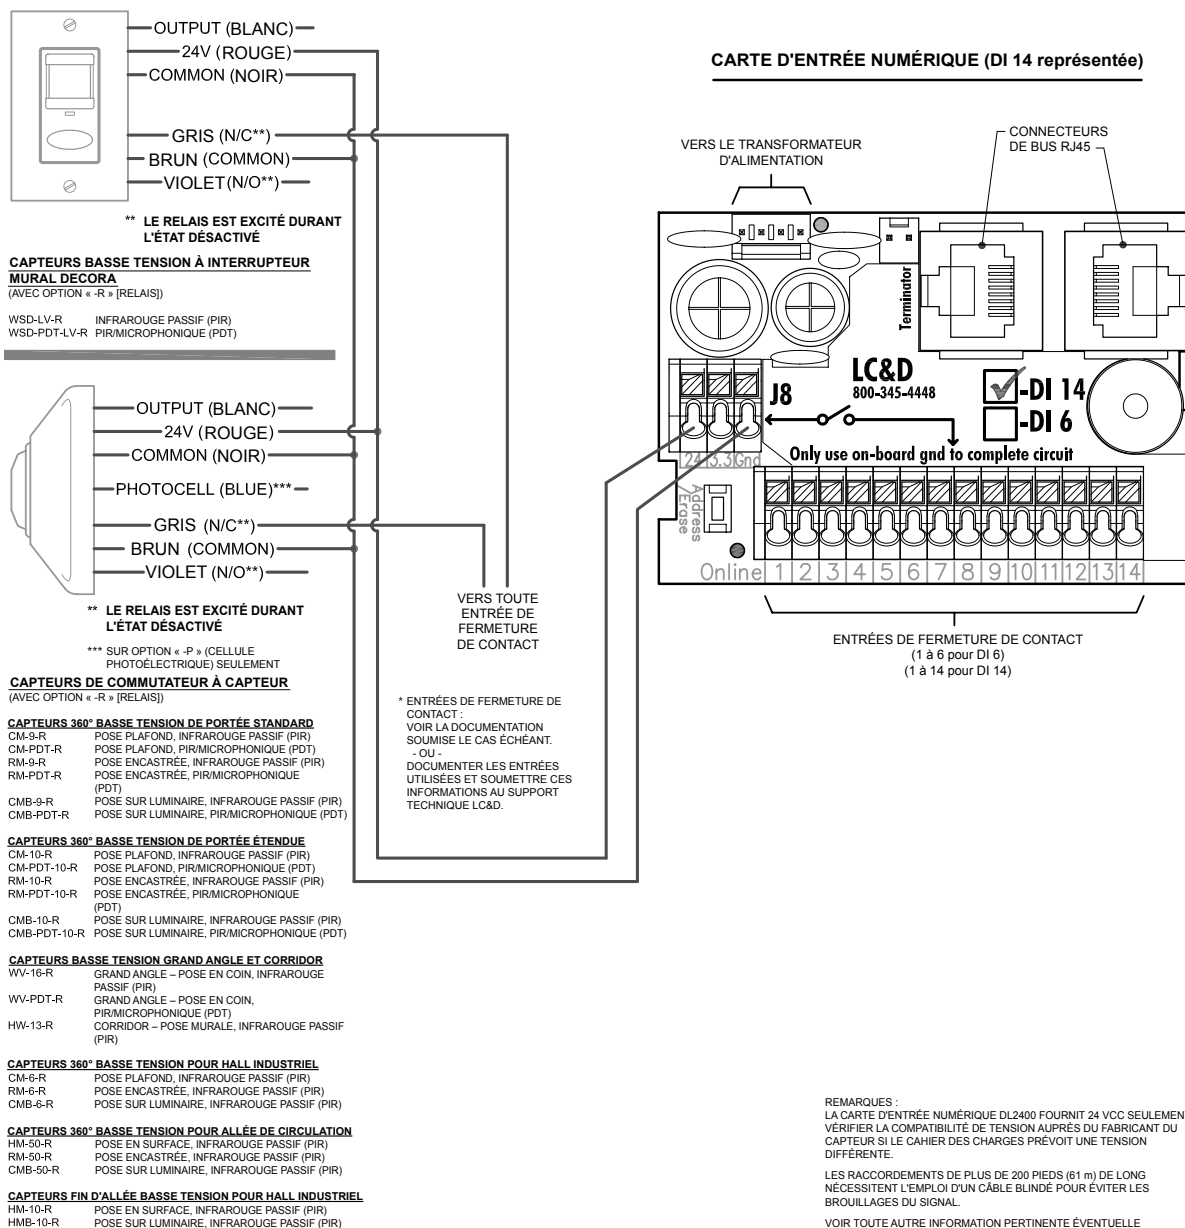 OUTPUT (BLANC)
24V (ROUGE)
COMMON (NOIR)
GRIS (N/C**)
BRUN (COMMON)
VIOLET (N/O**)
** LE RELAIS EST EXCITÉ DURANT
L'ÉTAT DÉSACTIVÉ
CAPTEURS BASSE TENSION À INTERRUPTEUR
MURAL DECORA
(AVEC OPTION « -R » [RELAIS])
WSD-LV-R INFRAROUGE PASSIF (PIR)
WSD-PDT-LV-R PIR/MICROPHONIQUE (PDT)
OUTPUT (BLANC)
24V (ROUGE)
COMMON (NOIR)
PHOTOCELL (BLUE)***
GRIS (N/C**)
BRUN (COMMON)
VIOLET (N/O**)
** LE RELAIS EST EXCITÉ DURANT
L'ÉTAT DÉSACTIVÉ
*** SUR OPTION « -P » (CELLULE
PHOTOÉLECTRIQUE) SEULEMENT
CAPTEURS DE COMMUTATEUR À CAPTEUR
(AVEC OPTION « -R » [RELAIS])
CAPTEURS 360° BASSE TENSION DE PORTÉE STANDARD
CM-9-R POSE PLAFOND, INFRAROUGE PASSIF (PIR)
CM-PDT-R POSE PLAFOND, PIR/MICROPHONIQUE (PDT)
RM-9-R POSE ENCASTRÉE, INFRAROUGE PASSIF (PIR)
RM-PDT-R POSE ENCASTRÉE, PIR/MICROPHONIQUE
(PDT)
CMB-9-R POSE SUR LUMINAIRE, INFRAROUGE PASSIF (PIR)
CMB-PDT-R POSE SUR LUMINAIRE, PIR/MICROPHONIQUE (PDT)
CAPTEURS 360° BASSE TENSION DE PORTÉE ÉTENDUE
CM-10-R POSE PLAFOND, INFRAROUGE PASSIF (PIR)
CM-PDT-10-R POSE PLAFOND, PIR/MICROPHONIQUE (PDT)
RM-10-R POSE ENCASTRÉE, INFRAROUGE PASSIF (PIR)
RM-PDT-10-R POSE ENCASTRÉE, PIR/MICROPHONIQUE
(PDT)
CMB-10-R POSE SUR LUMINAIRE, INFRAROUGE PASSIF (PIR)
CMB-PDT-10-R POSE SUR LUMINAIRE, PIR/MICROPHONIQUE (PDT)
CAPTEURS BASSE TENSION GRAND ANGLE ET CORRIDOR
WV-16-R GRAND ANGLE – POSE EN COIN, INFRAROUGE
PASSIF (PIR)
WV-PDT-R GRAND ANGLE – POSE EN COIN,
PIR/MICROPHONIQUE (PDT)
HW-13-R CORRIDOR – POSE MURALE, INFRAROUGE PASSIF
(PIR)
CAPTEURS 360° BASSE TENSION POUR HALL INDUSTRIEL
CM-6-R POSE PLAFOND, INFRAROUGE PASSIF (PIR)
RM-6-R POSE ENCASTRÉE, INFRAROUGE PASSIF (PIR)
CMB-6-R POSE SUR LUMINAIRE, INFRAROUGE PASSIF (PIR)
CAPTEURS 360° BASSE TENSION POUR ALLÉE DE CIRCULATION
HM-50-R POSE EN SURFACE, INFRAROUGE PASSIF (PIR)
RM-50-R POSE ENCASTRÉE, INFRAROUGE PASSIF (PIR)
CMB-50-R POSE SUR LUMINAIRE, INFRAROUGE PASSIF (PIR)
CAPTEURS FIN D'ALLÉE BASSE TENSION POUR HALL INDUSTRIEL
HM-10-R POSE EN SURFACE, INFRAROUGE PASSIF (PIR)
HMB-10-R POSE SUR LUMINAIRE, INFRAROUGE PASSIF (PIR)
VERS TOUTE
ENTRÉE DE
FERMETURE
DE CONTACT
* ENTRÉES DE FERMETURE DE
CONTACT :
VOIR LA DOCUMENTATION
SOUMISE LE CAS ÉCHÉANT.
- OU -
DOCUMENTER LES ENTRÉES
UTILISÉES ET SOUMETTRE CES
INFORMATIONS AU SUPPORT
TECHNIQUE LC&D.
CARTE D'ENTRÉE NUMÉRIQUE (DI 14 représentée)
VERS LE TRANSFORMATEUR
D'ALIMENTATION
CONNECTEURS
DE BUS RJ45
Terminator
LC&D
800-345-4448
J8
-DI 14
-DI 6
Only use on-board gnd to complete circuit
24 13.3 Gnd
Address
/Erase
Online 1 2 3 4 5 6 7 8 9 10 11 12 13 14
ENTRÉES DE FERMETURE DE CONTACT
(1 à 6 pour DI 6)
(1 à 14 pour DI 14)
REMARQUES :
LA CARTE D'ENTRÉE NUMÉRIQUE DL2400 FOURNIT 24 VCC SEULEMEN
VÉRIFIER LA COMPATIBILITÉ DE TENSION AUPRÈS DU FABRICANT DU
CAPTEUR SI LE CAHIER DES CHARGES PRÉVOIT UNE TENSION
DIFFÉRENTE.
LES RACCORDEMENTS DE PLUS DE 200 PIEDS (61 m) DE LONG
NÉCESSITENT L'EMPLOI D'UN CÂBLE BLINDÉ POUR ÉVITER LES
BROUILLAGES DU SIGNAL.
VOIR TOUTE AUTRE INFORMATION PERTINENTE ÉVENTUELLE